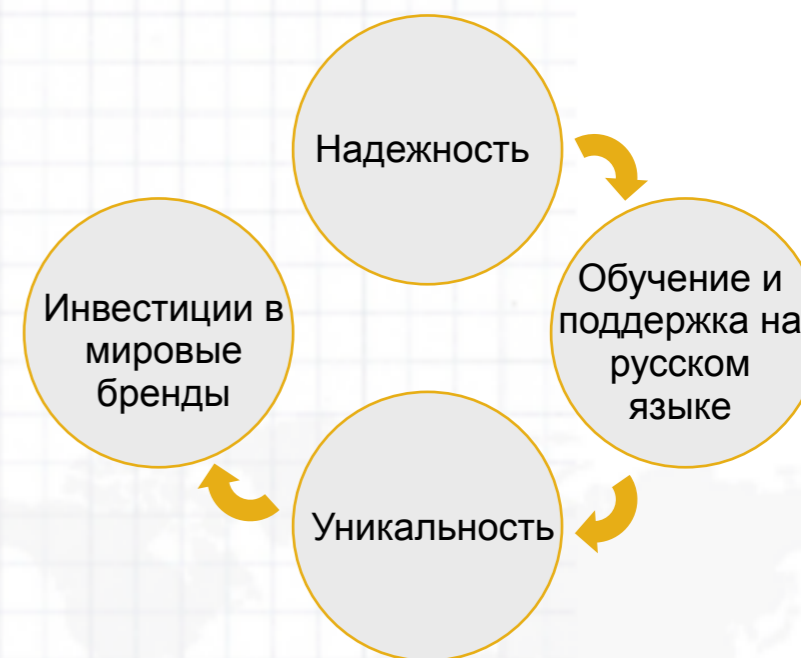 Надежность
Обучение и
поддержка на
русском
языке
Уникальность
Инвестиции в
мировые
бренды